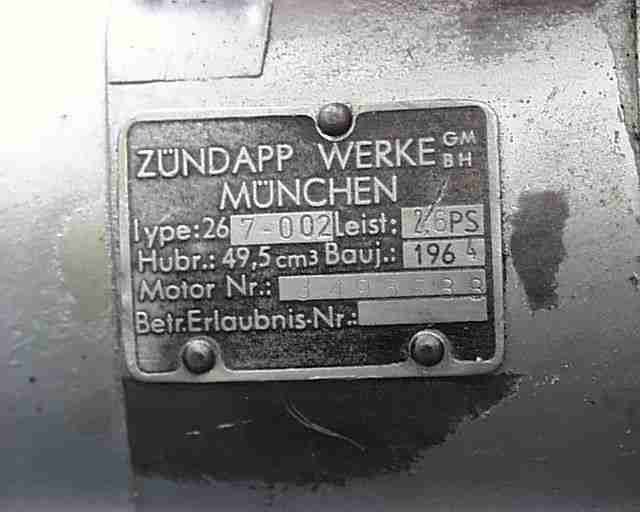 ZÜNDAPP WERKE GM BH
MÜNCHEN
Type: 267-002 Leist: 2,6PS
Hubr.: 49,5 cm3 Bauj.: 1964
Motor Nr.:
Betr.Erlaubnis-Nr.: